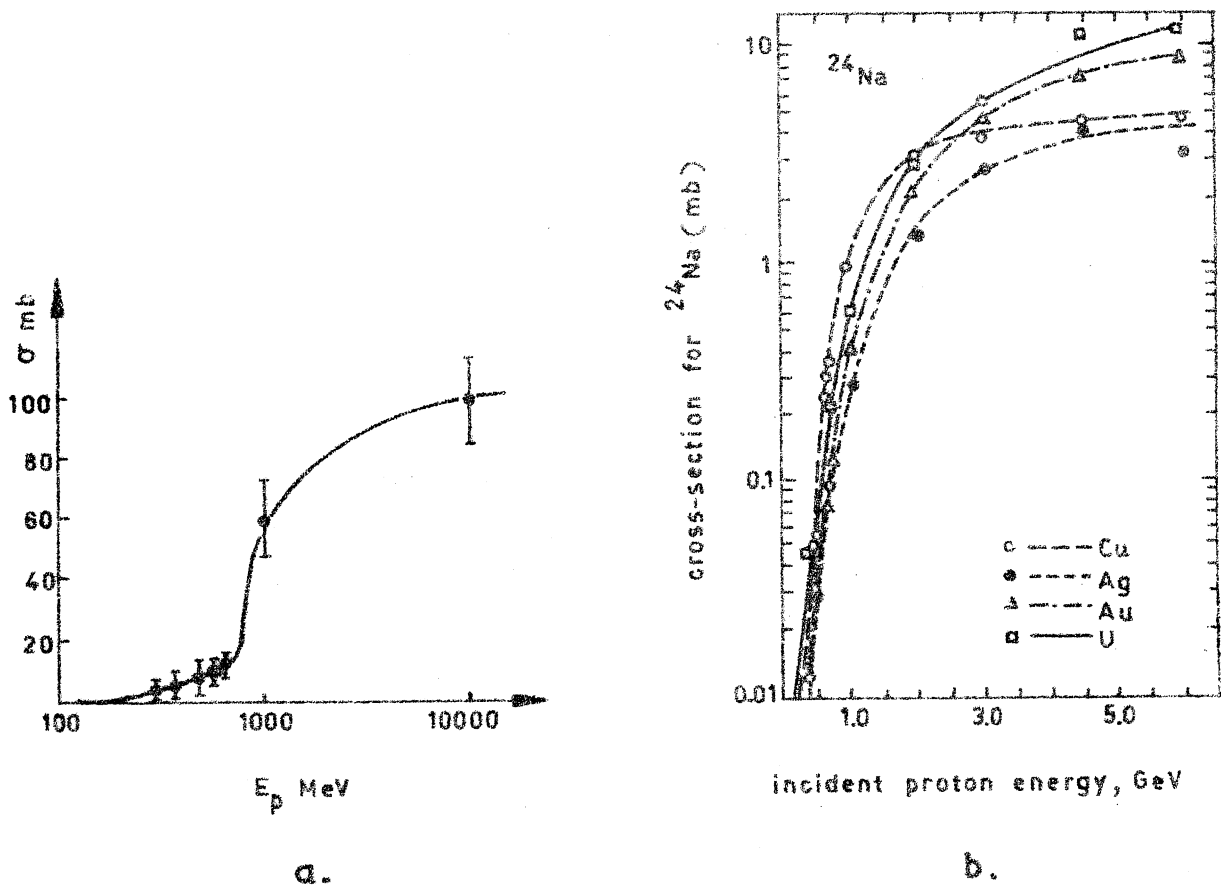 σ mb
100
80
60
40
20
100
1000
10000
E_p MeV
a.
cross-section for ²⁴Na (mb)
²⁴Na
10
1
0.1
0.01
Cu
Ag
Au
U
1.0
3.0
5.0
incident proton energy, GeV
b.